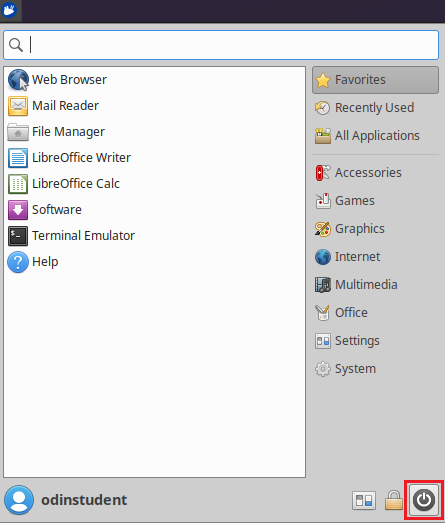 Web Browser
Mail Reader
File Manager
LibreOffice Writer
LibreOffice Calc
Software
Terminal Emulator
Help
Favorites
Recently Used
All Applications
Accessories
Games
Graphics
Internet
Multimedia
Office
Settings
System
odinstudent